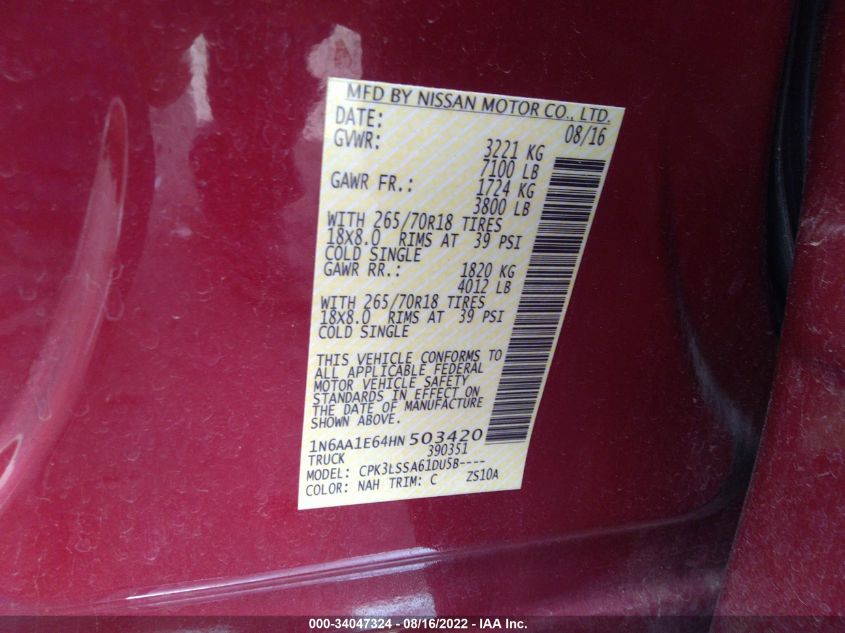 MFD BY NISSAN MOTOR CO., LTD.
DATE: 08/16
GVWR: 3221 KG
7100 LB
GAWR FR.: 1724 KG
3800 LB
WITH 265/70R18 TIRES
18X8.0 RIMS AT 39 PSI
COLD SINGLE
GAWR RR.: 1820 KG
4012 LB
WITH 265/70R18 TIRES
18X8.0 RIMS AT 39 PSI
COLD SINGLE
THIS VEHICLE CONFORMS TO
ALL APPLICABLE FEDERAL
MOTOR VEHICLE SAFETY
STANDARDS IN EFFECT ON
THE DATE OF MANUFACTURE
SHOWN ABOVE.
1N6AA1E64HN503420
TRUCK 390351
MODEL: CPK3LSSA61DU5B----
COLOR: NAH TRIM: C ZS10A
000-34047324 - 08/16/2022 - IAA Inc.